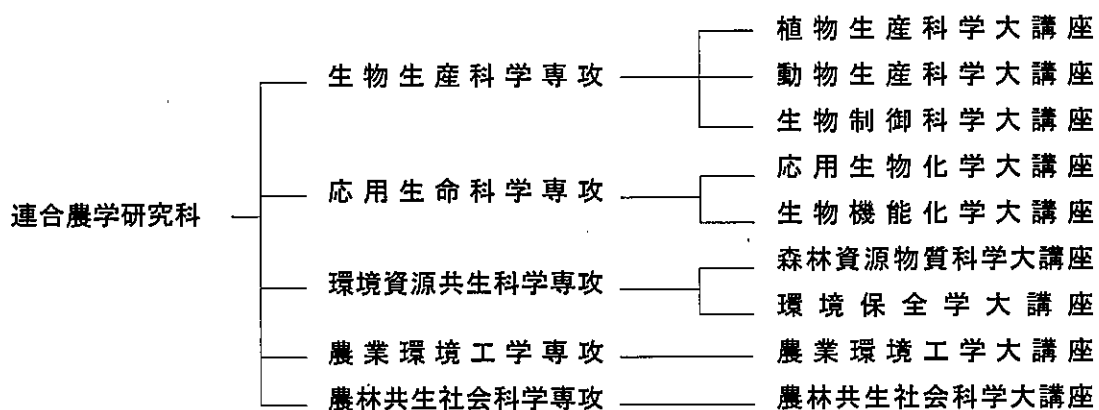 連合農学研究科
生物生産科学専攻
植物生産科学大講座
動物生産科学大講座
生物制御科学大講座
応用生命科学専攻
応用生物化学大講座
生物機能化学大講座
環境資源共生科学専攻
森林資源物質科学大講座
環境保全学大講座
農業環境工学専攻
農業環境工学大講座
農林共生社会科学専攻
農林共生社会科学大講座